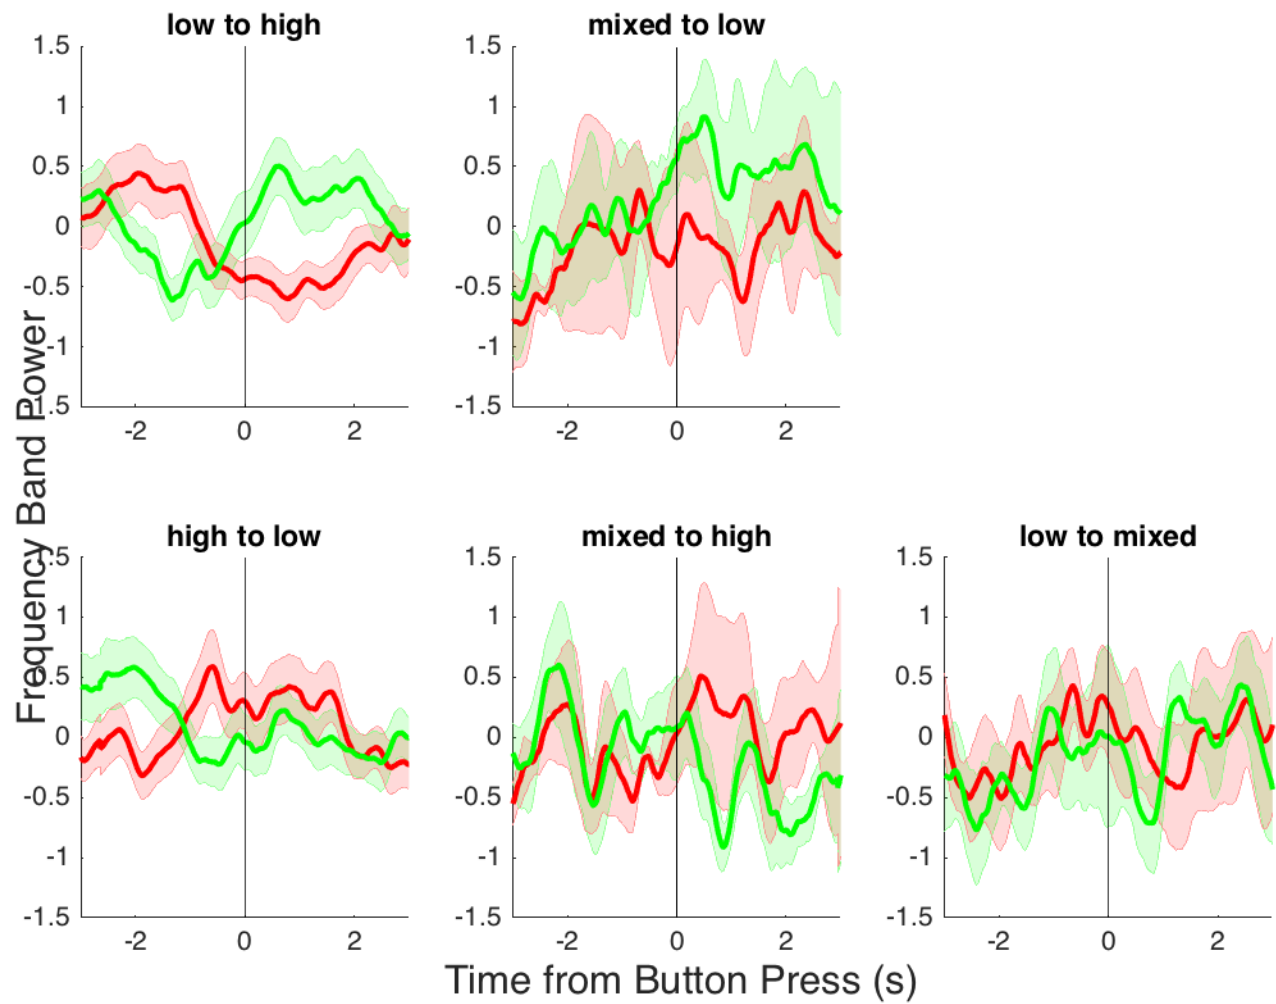 low to high
mixed to low
1.5 1.5
1 1
0.5 0.5
0 0
-0.5 -0.5
-1 -1
-1.5 -1.5
-2 0 2 -2 0 2
high to low
mixed to high
low to mixed
1.5 1.5 1.5
1 1 1
0.5 0.5 0.5
0 0 0
-0.5 -0.5 -0.5
-1 -1 -1
-1.5 -1.5 -1.5
-2 0 2 -2 0 2 -2 0 2
Frequency Band Power
Time from Button Press (s)